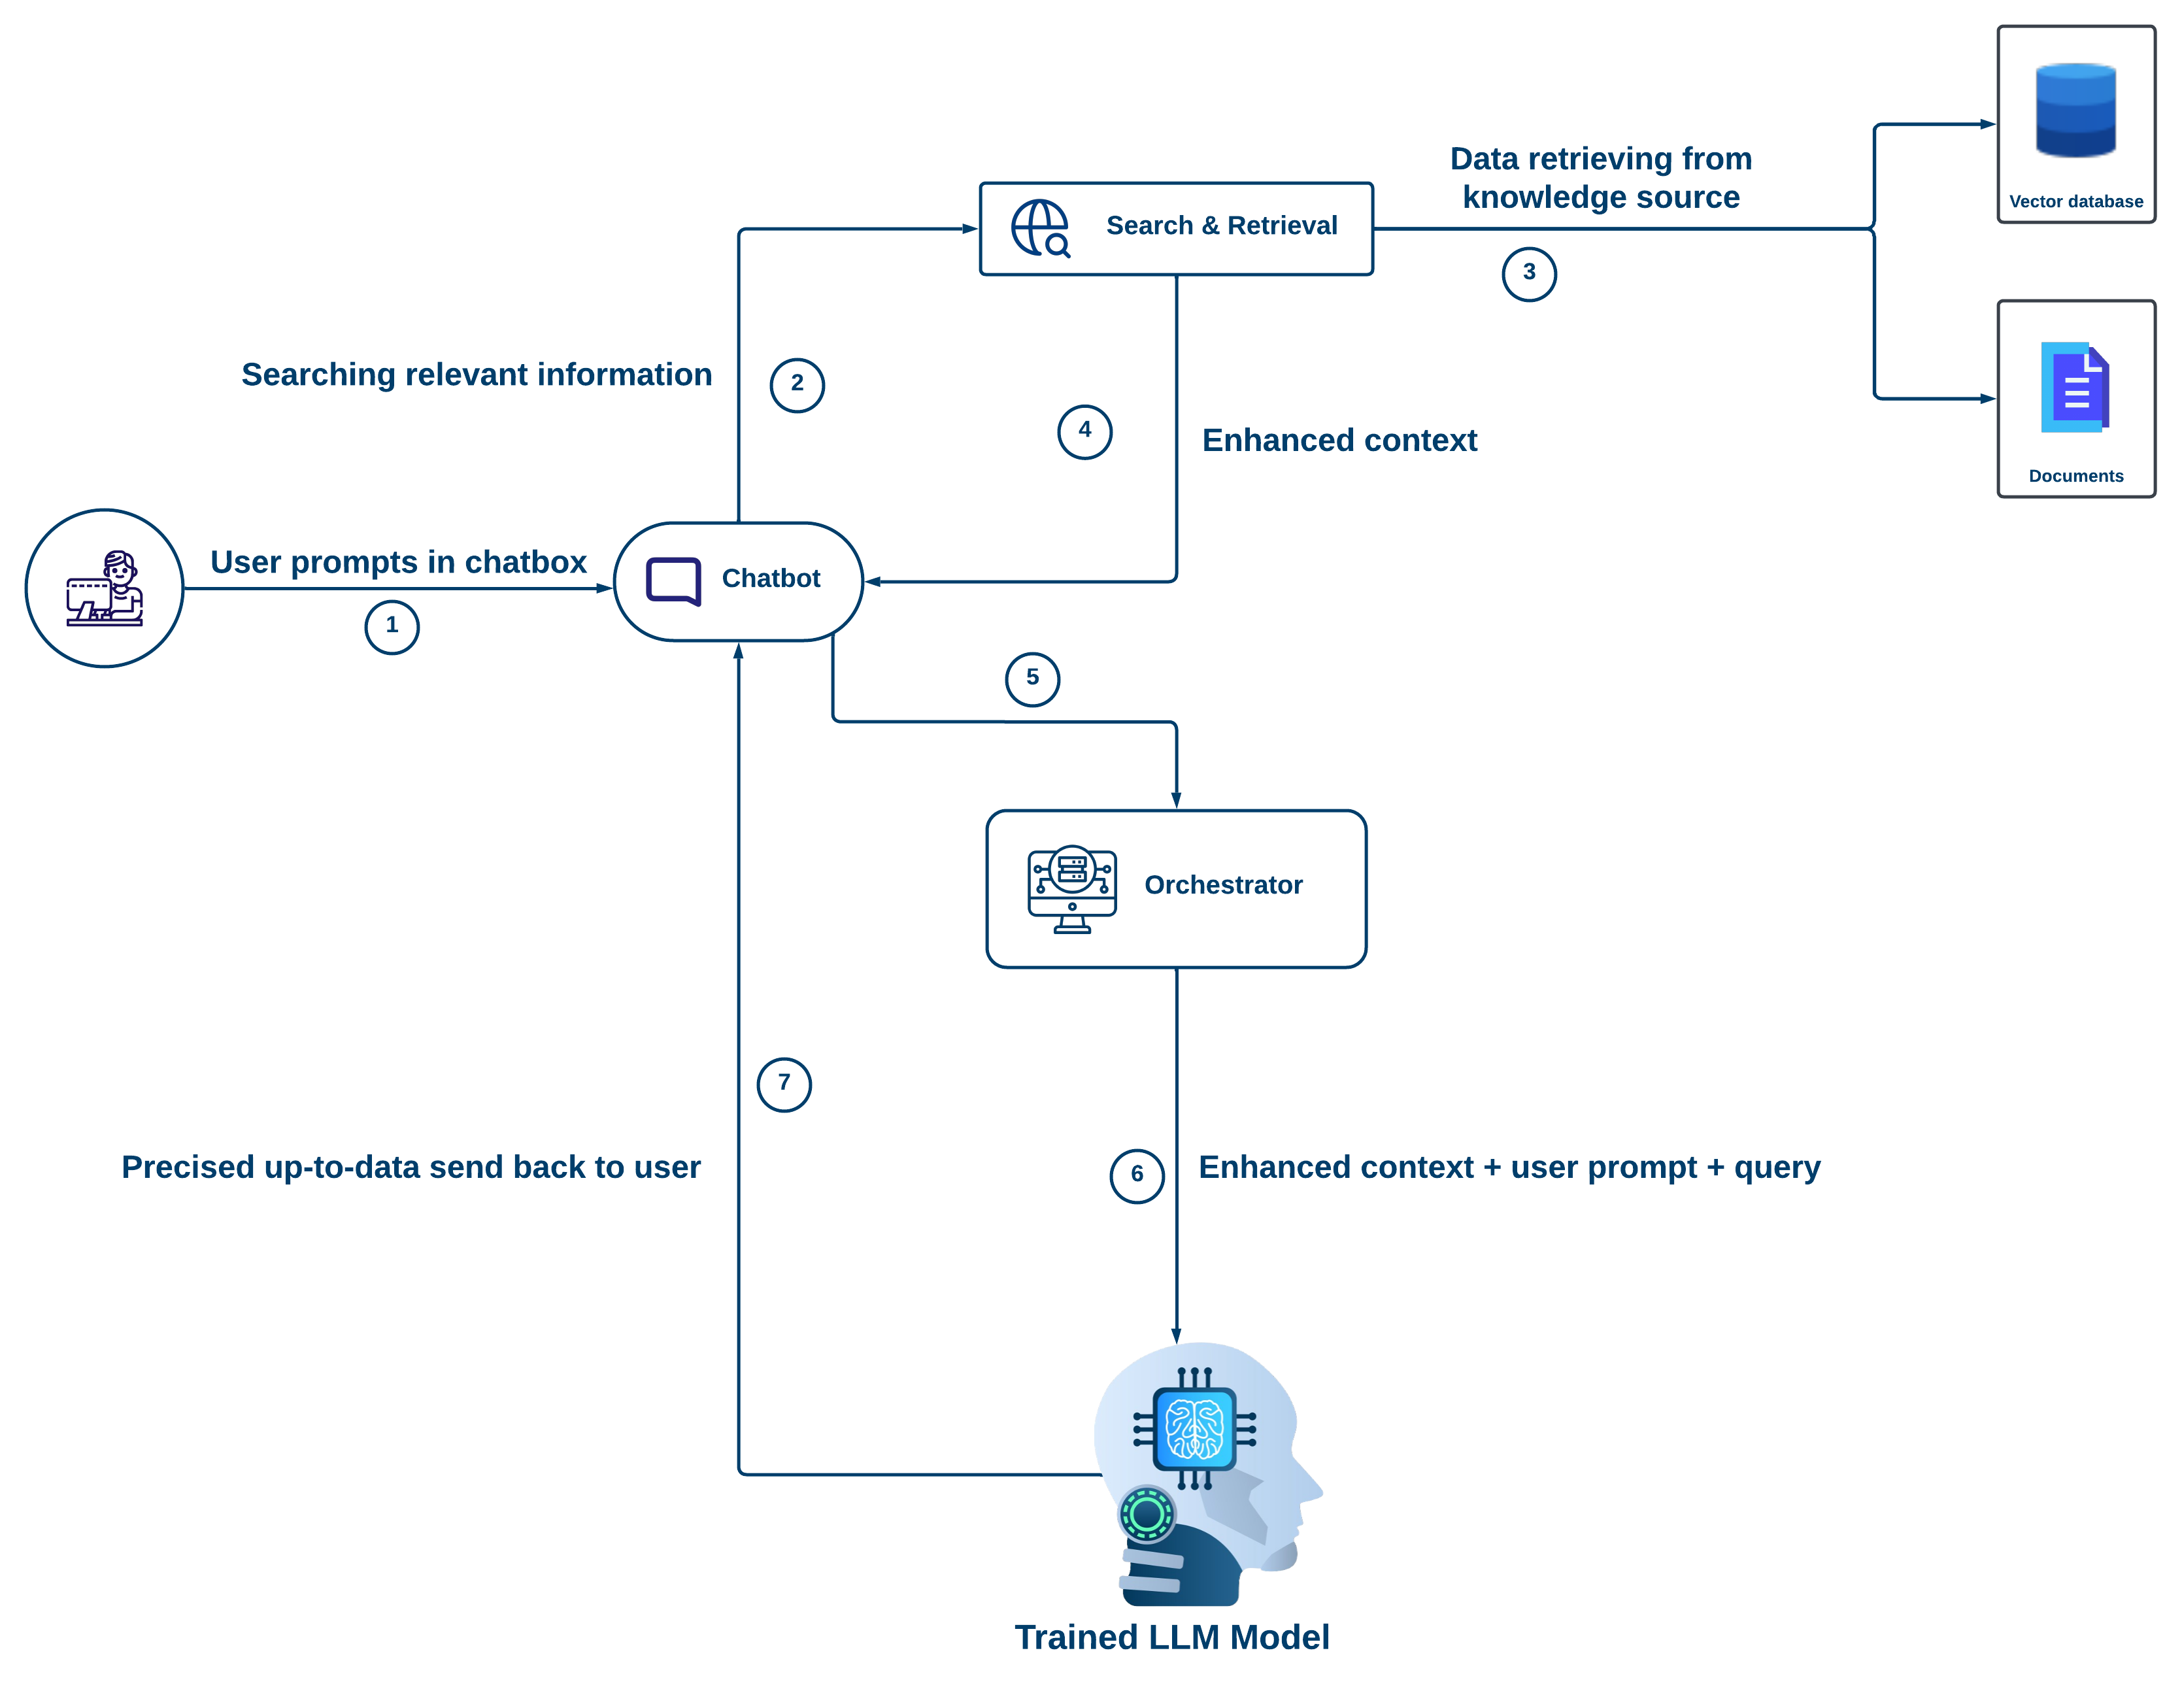 Vector database
Data retrieving from
knowledge source
Search & Retrieval
3
Searching relevant information
2
4
Enhanced context
Documents
User prompts in chatbox
1
Chatbot
5
Orchestrator
7
Precised up-to-data send back to user
6
Enhanced context + user prompt + query
Trained LLM Model